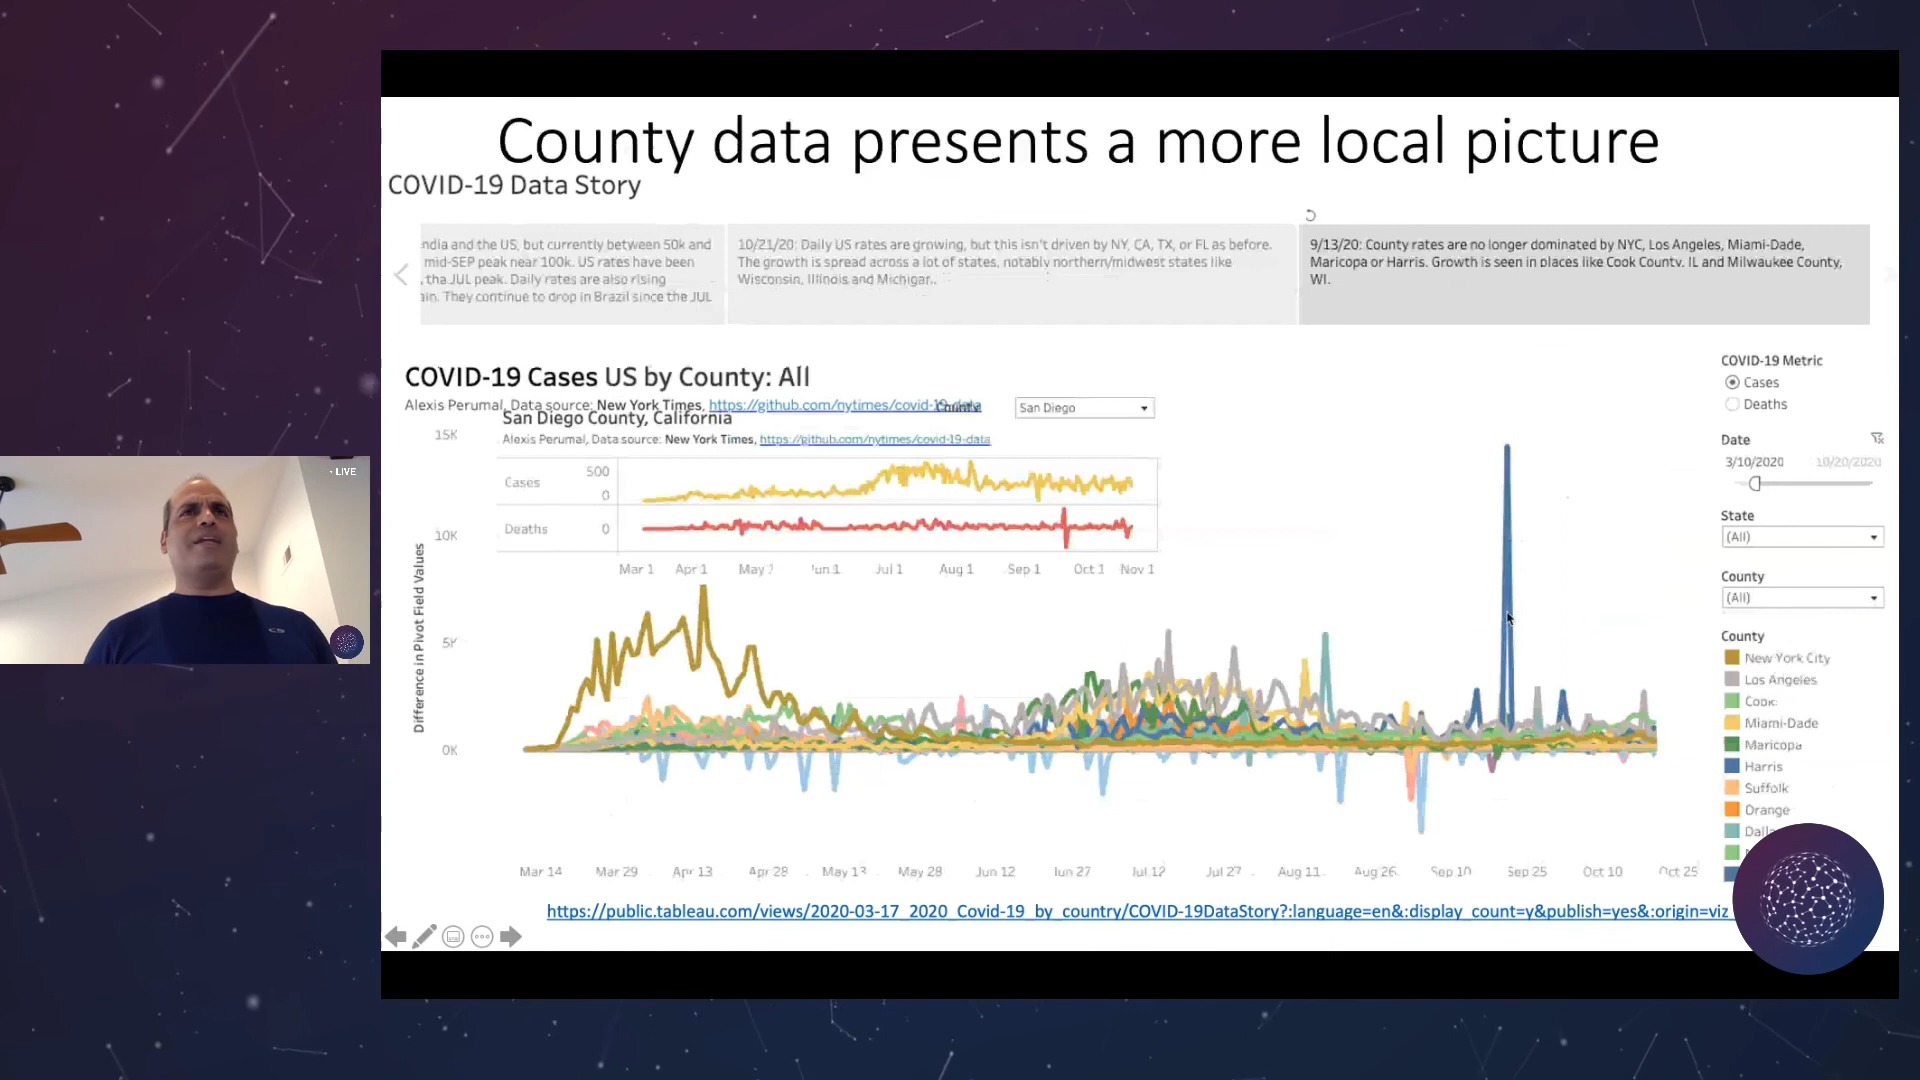 County data presents a more local picture
COVID-19 Data Story
ndia and the US, but currently between 50k and
mid-SEP peak near 100k. US rates have been
, tha JUL peak. Daily rates are also rising
ain. They continue to drop in Brazil since the JUL
10/21/20: Daily US rates are growing, but this isn't driven by NY, CA, TX, or FL as before.
The growth is spread across a lot of states, notably northern/midwest states like
Wisconsin, Illinois and Michigar..
9/13/20: County rates are no longer dominated by NYC, Los Angeles, Miami-Dade,
Maricopa or Harris. Growth is seen in places like Cook County, IL and Milwaukee County,
WI.
COVID-19 Cases US by County: All
Alexis Perumal, Data source: New York Times, https://github.com/nytimes/covid-19-data
County
San Diego
San Diego County, California
Alexis Perumal, Data source: New York Times, https://github.com/nytimes/covid-19-data
Cases
500
0
Deaths
0
Mar 1 Apr 1 May 1 Jun 1 Jul 1 Aug 1 Sep 1 Oct 1 Nov 1
Difference in Pivot Field Values
15K
10K
5K
0K
Mar 14 Mar 29 Apr 13 Apr 28 May 13 May 28 Jun 12 Jun 27 Jul 12 Jul 27 Aug 11 Aug 26 Sep 10 Sep 25 Oct 10 Oct 25
COVID-19 Metric
Cases
Deaths
Date
3/10/2020 10/20/2020
State
(All)
County
(All)
County
New York City
Los Angeles
Cook
Miami-Dade
Maricopa
Harris
Suffolk
Orange
Dalla
https://public.tableau.com/views/2020-03-17_2020_Covid-19_by_country/COVID-19DataStory?:language=en&:display_count=y&publish=yes&:origin=viz
LIVE